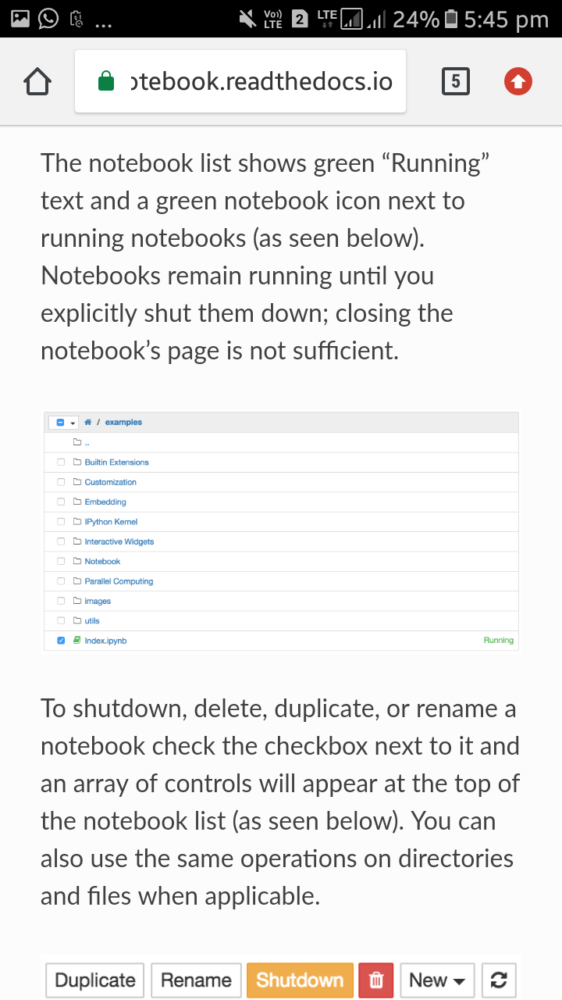 ... Vo)) LTE 2 LTE 24% 5:45 pm
otebook.readthedocs.io 5
The notebook list shows green “Running”
text and a green notebook icon next to
running notebooks (as seen below).
Notebooks remain running until you
explicitly shut them down; closing the
notebook’s page is not sufficient.
/ examples
..
Builtin Extensions
Customization
Embedding
IPython Kernel
Interactive Widgets
Notebook
Parallel Computing
images
utils
Index.ipynb Running
To shutdown, delete, duplicate, or rename a
notebook check the checkbox next to it and
an array of controls will appear at the top of
the notebook list (as seen below). You can
also use the same operations on directories
and files when applicable.
Duplicate Rename Shutdown New